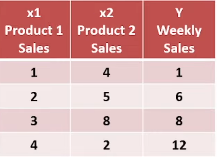 x1 x2 Y
Product 1 Product 2 Weekly
Sales Sales Sales
1 4 1
2 5 6
3 8 8
4 2 12